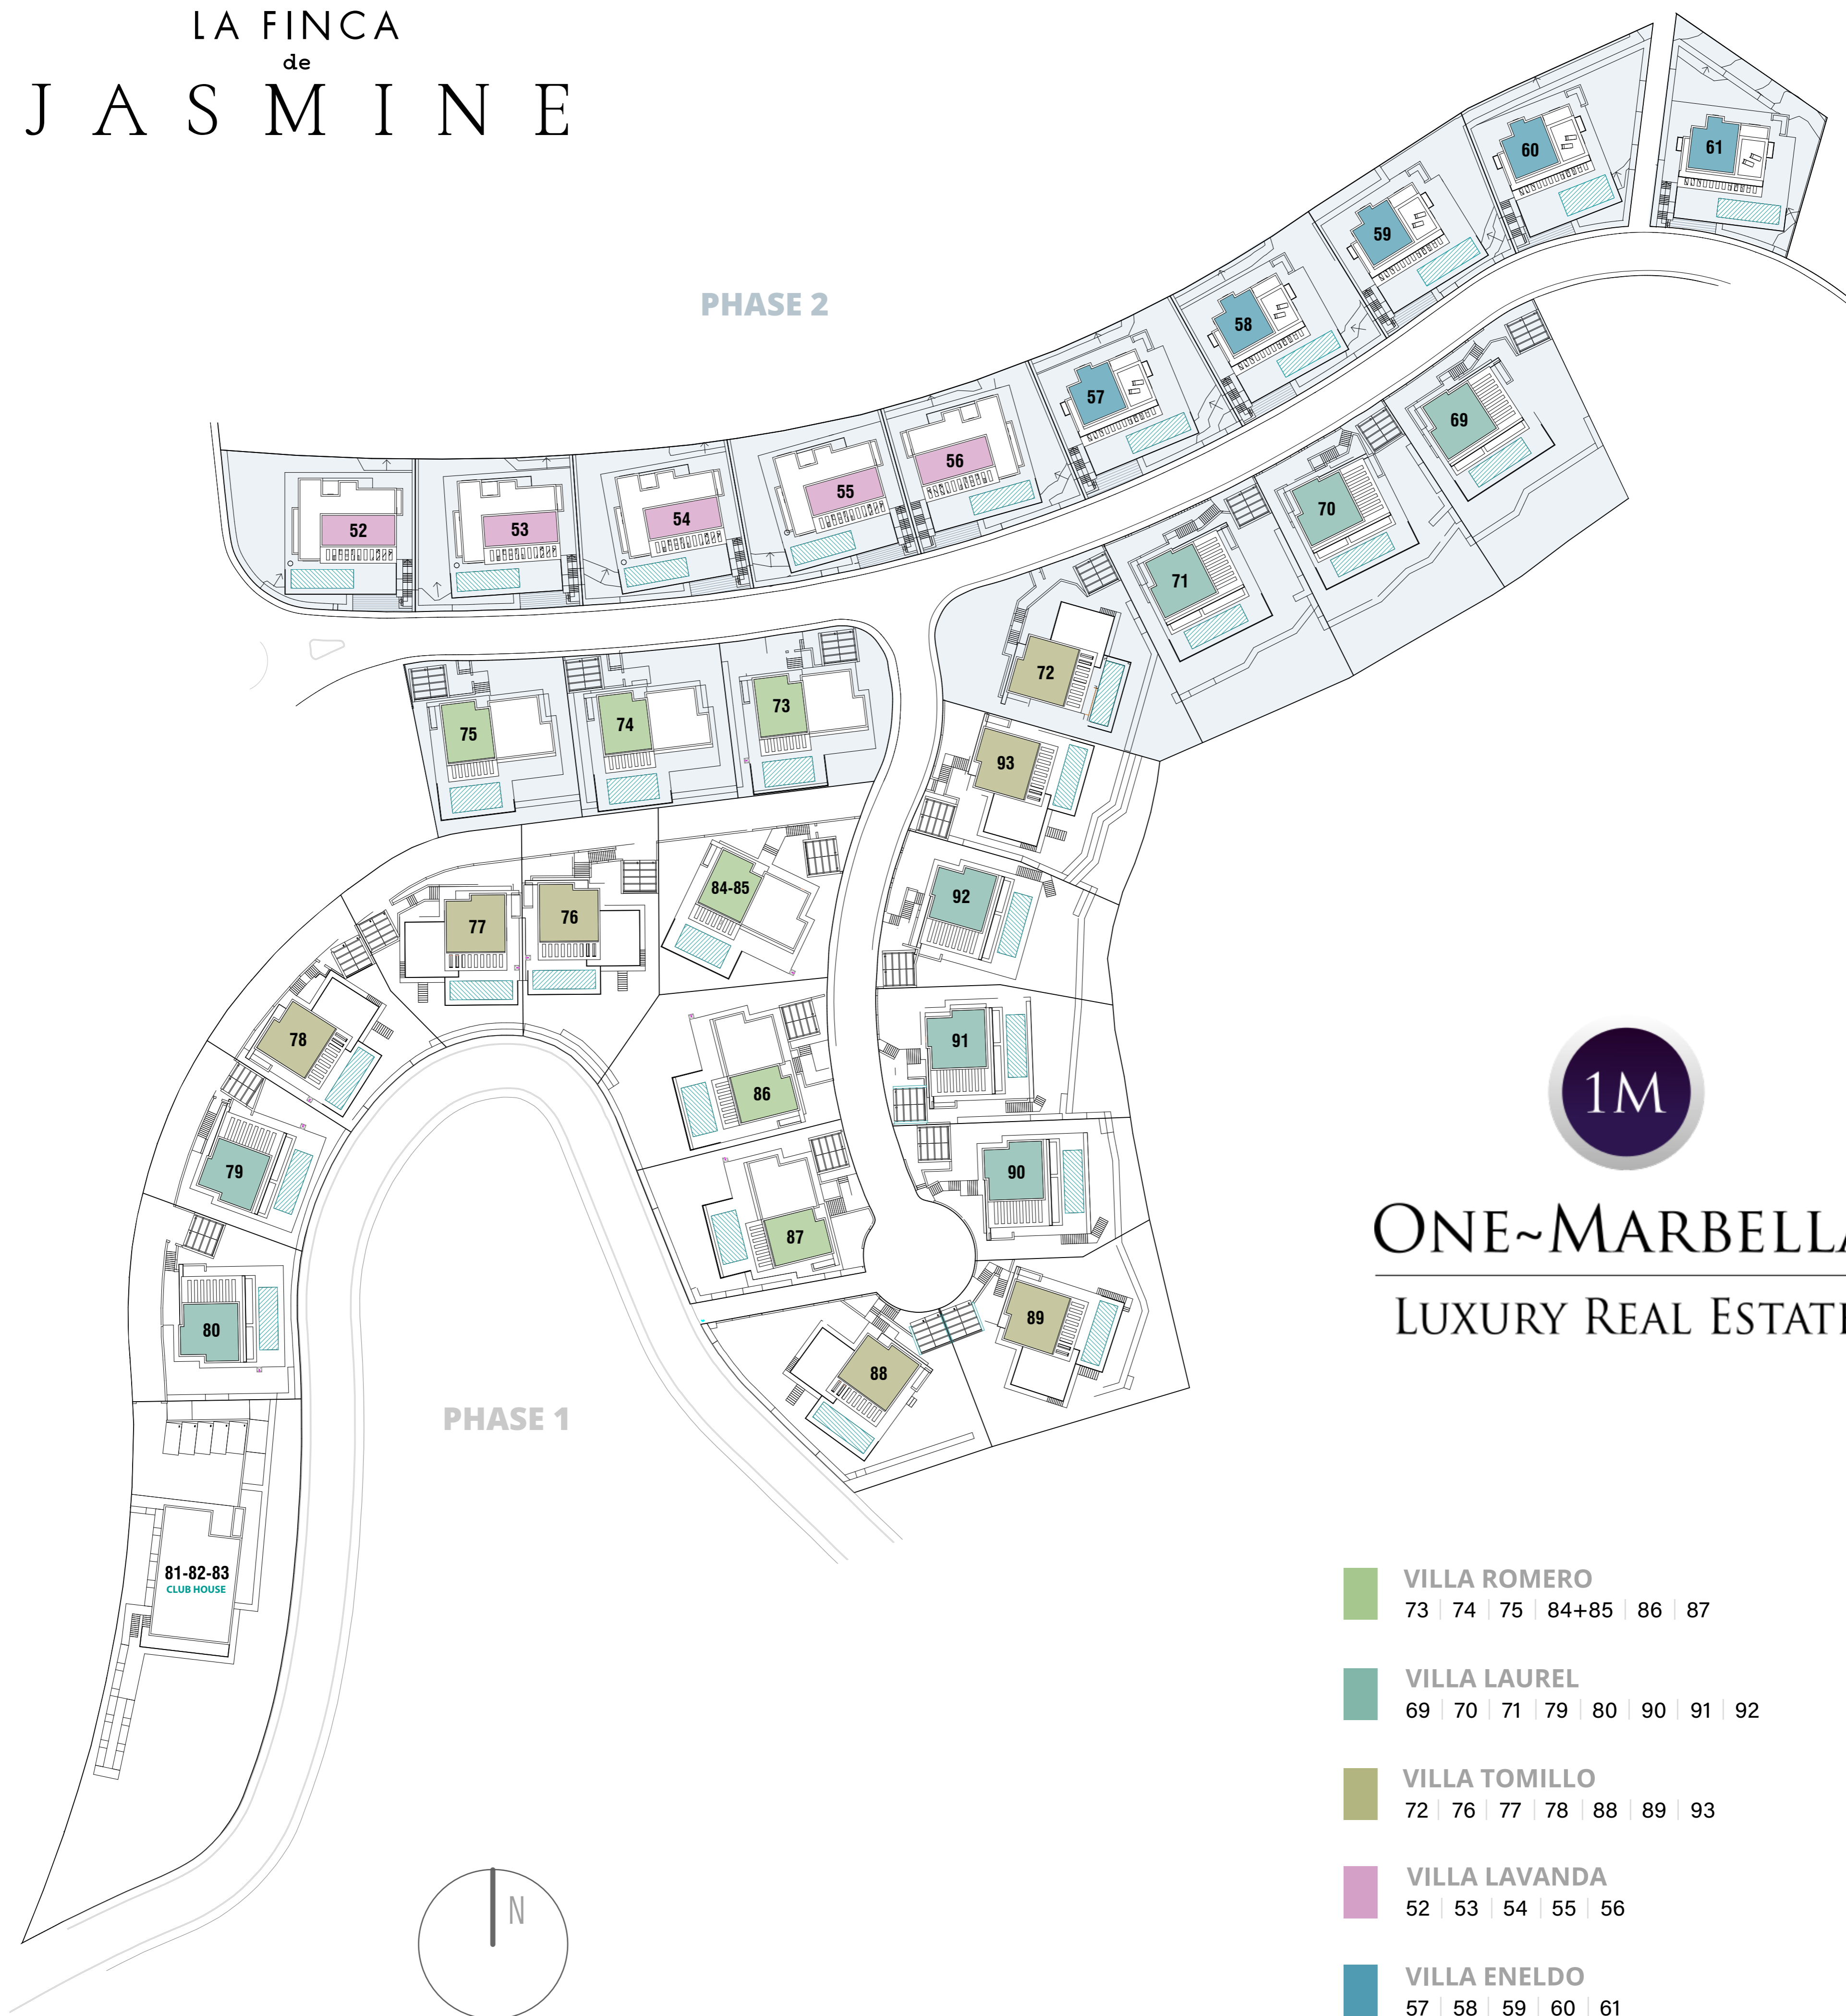 LA FINCA
de
JASMINE
PHASE 2
61
60
59
58
57
56
55
54
53
52
69
70
71
72
73
74
75
93
92
84-85
76
77
78
91
86
79
90
87
80
89
88
PHASE 1
81-82-83
CLUB HOUSE
N
1M
ONE~MARBELLA
LUXURY REAL ESTATE
VILLA ROMERO
73 | 74 | 75 | 84+85 | 86 | 87
VILLA LAUREL
69 | 70 | 71 | 79 | 80 | 90 | 91 | 92
VILLA TOMILLO
72 | 76 | 77 | 78 | 88 | 89 | 93
VILLA LAVANDA
52 | 53 | 54 | 55 | 56
VILLA ENELDO
57 | 58 | 59 | 60 | 61